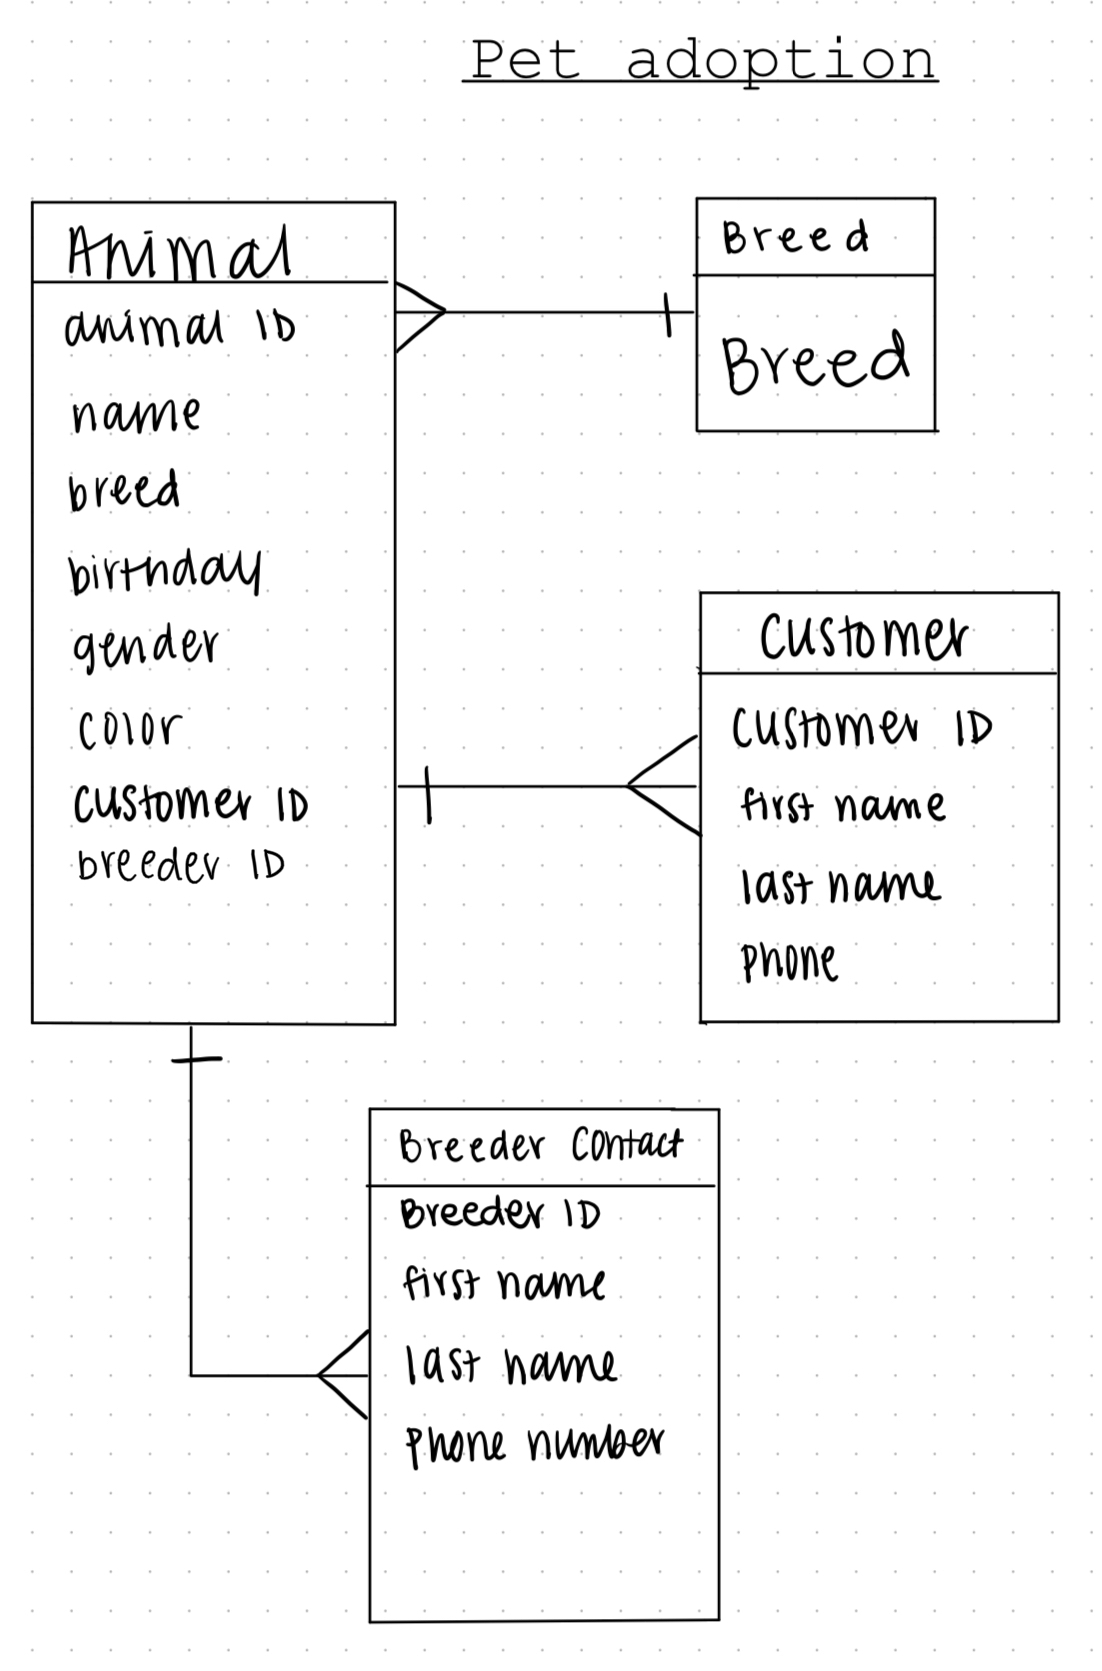 Pet adoption
Animal
animal ID
name
breed
birthday
gender
color
customer ID
breeder ID
Breed
Breed
Customer
Customer ID
first name
last name
phone
Breeder Contact
Breeder ID
first name
last name
phone number